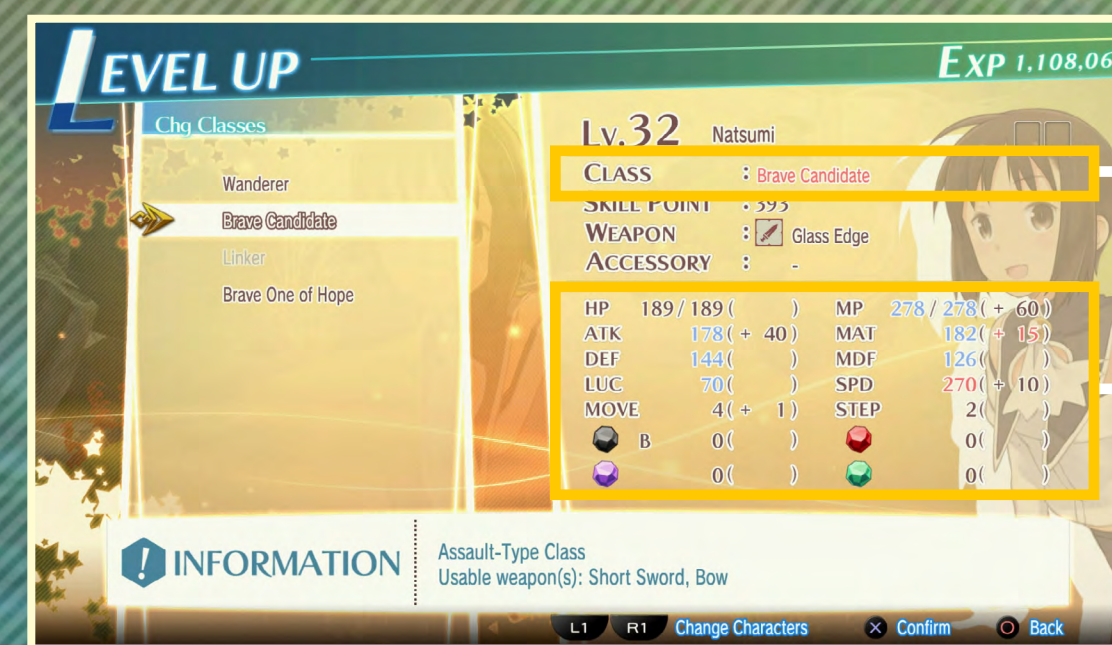 LEVEL UP
EXP 1,108,06
Chg Classes
Wanderer
Brave Candidate
Linker
Brave One of Hope
Lv.32 Natsumi
CLASS : Brave Candidate
SKILL POINT : 393
WEAPON : Glass Edge
ACCESSORY : -
HP 189/189( ) MP 278/278(+ 60)
ATK 178(+ 40) MAT 182(+ 15)
DEF 144( ) MDF 126( )
LUC 70( ) SPD 270(+ 10)
MOVE 4(+ 1) STEP 2( )
B 0( ) 0( )
0( ) 0( )
! INFORMATION
Assault-Type Class
Usable weapon(s): Short Sword, Bow
L1 R1 Change Characters Confirm Back